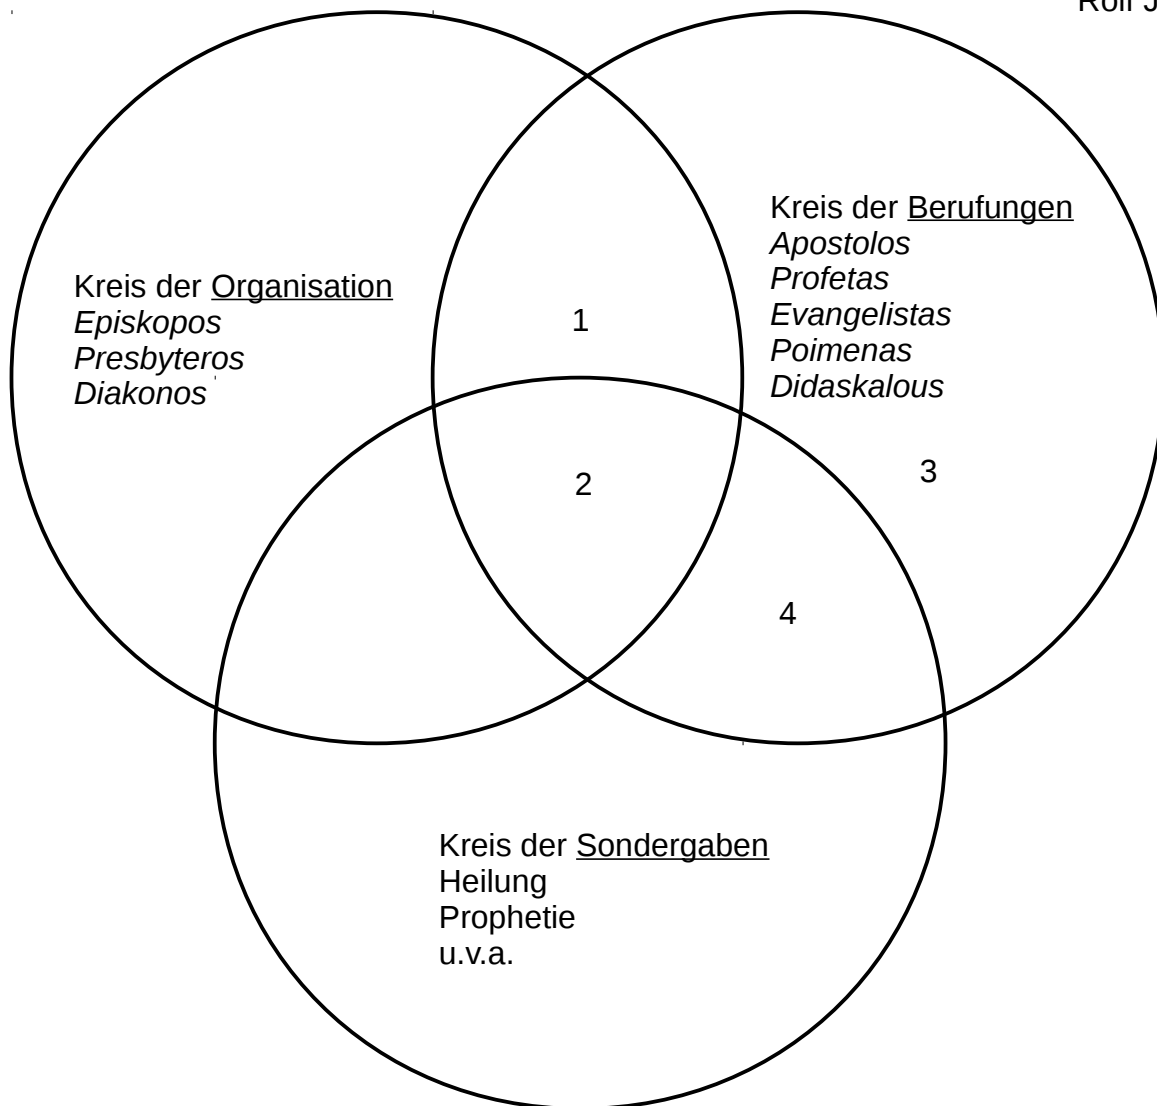 Rolf J
Kreis der Berufungen
Apostolos
Profetas
Evangelistas
Poimenas
Didaskalous
Kreis der Organisation
Episkopos
Presbyteros
Diakonos
1
2
3
4
Kreis der Sondergaben
Heilung
Prophetie
u.v.a.